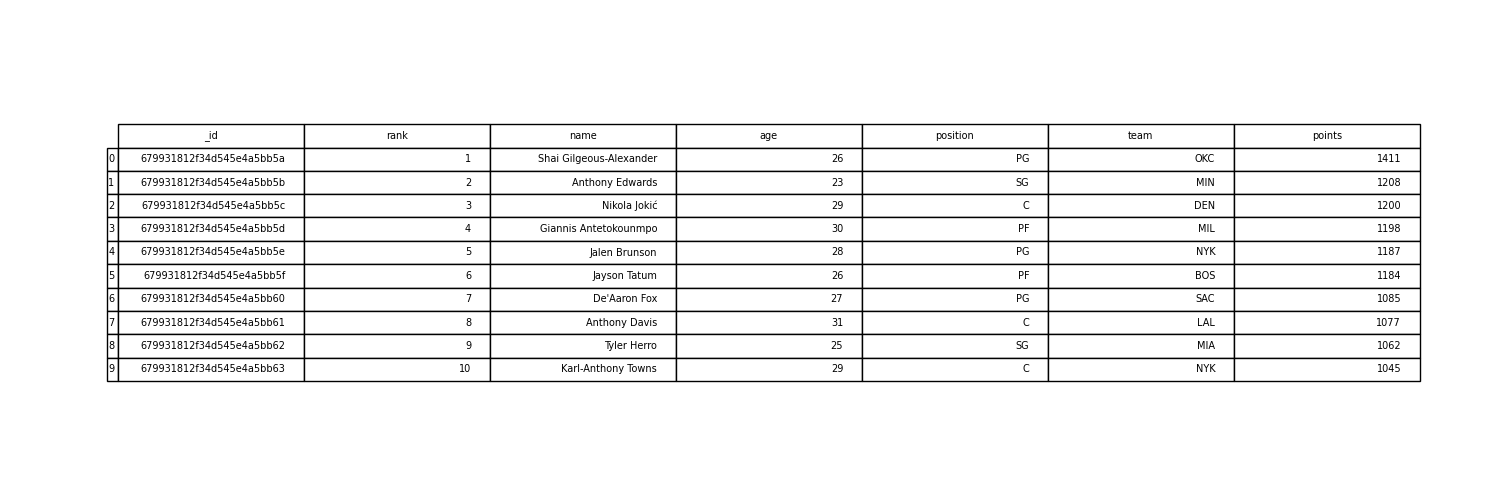 _id rank name age position team points
0 679931812f34d545e4a5bb5a 1 Shai Gilgeous-Alexander 26 PG OKC 1411
1 679931812f34d545e4a5bb5b 2 Anthony Edwards 23 SG MIN 1208
2 679931812f34d545e4a5bb5c 3 Nikola Jokić 29 C DEN 1200
3 679931812f34d545e4a5bb5d 4 Giannis Antetokounmpo 30 PF MIL 1198
4 679931812f34d545e4a5bb5e 5 Jalen Brunson 28 PG NYK 1187
5 679931812f34d545e4a5bb5f 6 Jayson Tatum 26 PF BOS 1184
6 679931812f34d545e4a5bb60 7 De'Aaron Fox 27 PG SAC 1085
7 679931812f34d545e4a5bb61 8 Anthony Davis 31 C LAL 1077
8 679931812f34d545e4a5bb62 9 Tyler Herro 25 SG MIA 1062
9 679931812f34d545e4a5bb63 10 Karl-Anthony Towns 29 C NYK 1045